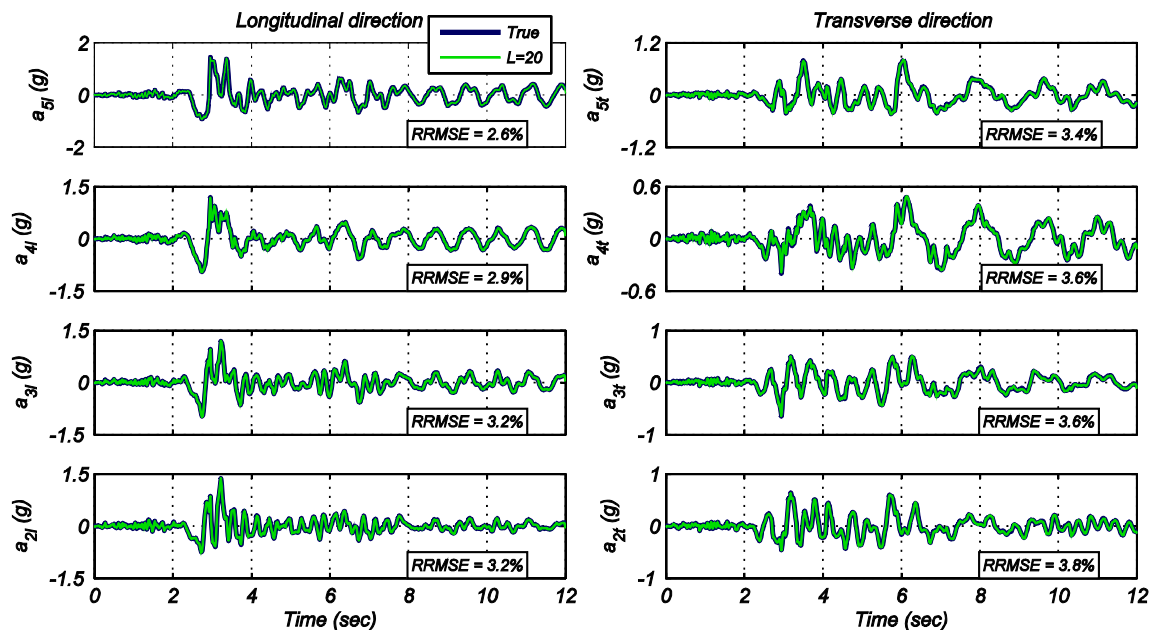 Longitudinal direction
Transverse direction
True
L=20
2
0
-2
a5l (g)
RRMSE = 2.6%
1.2
0
-1.2
a5t (g)
RRMSE = 3.4%
1.5
0
-1.5
a4l (g)
RRMSE = 2.9%
0.6
0
-0.6
a4t (g)
RRMSE = 3.6%
1.5
0
-1.5
a3l (g)
RRMSE = 3.2%
1
0
-1
a3t (g)
RRMSE = 3.6%
1.5
0
-1.5
a2l (g)
RRMSE = 3.2%
0 2 4 6 8 10 12
Time (sec)
1
0
-1
a2t (g)
RRMSE = 3.8%
0 2 4 6 8 10 12
Time (sec)